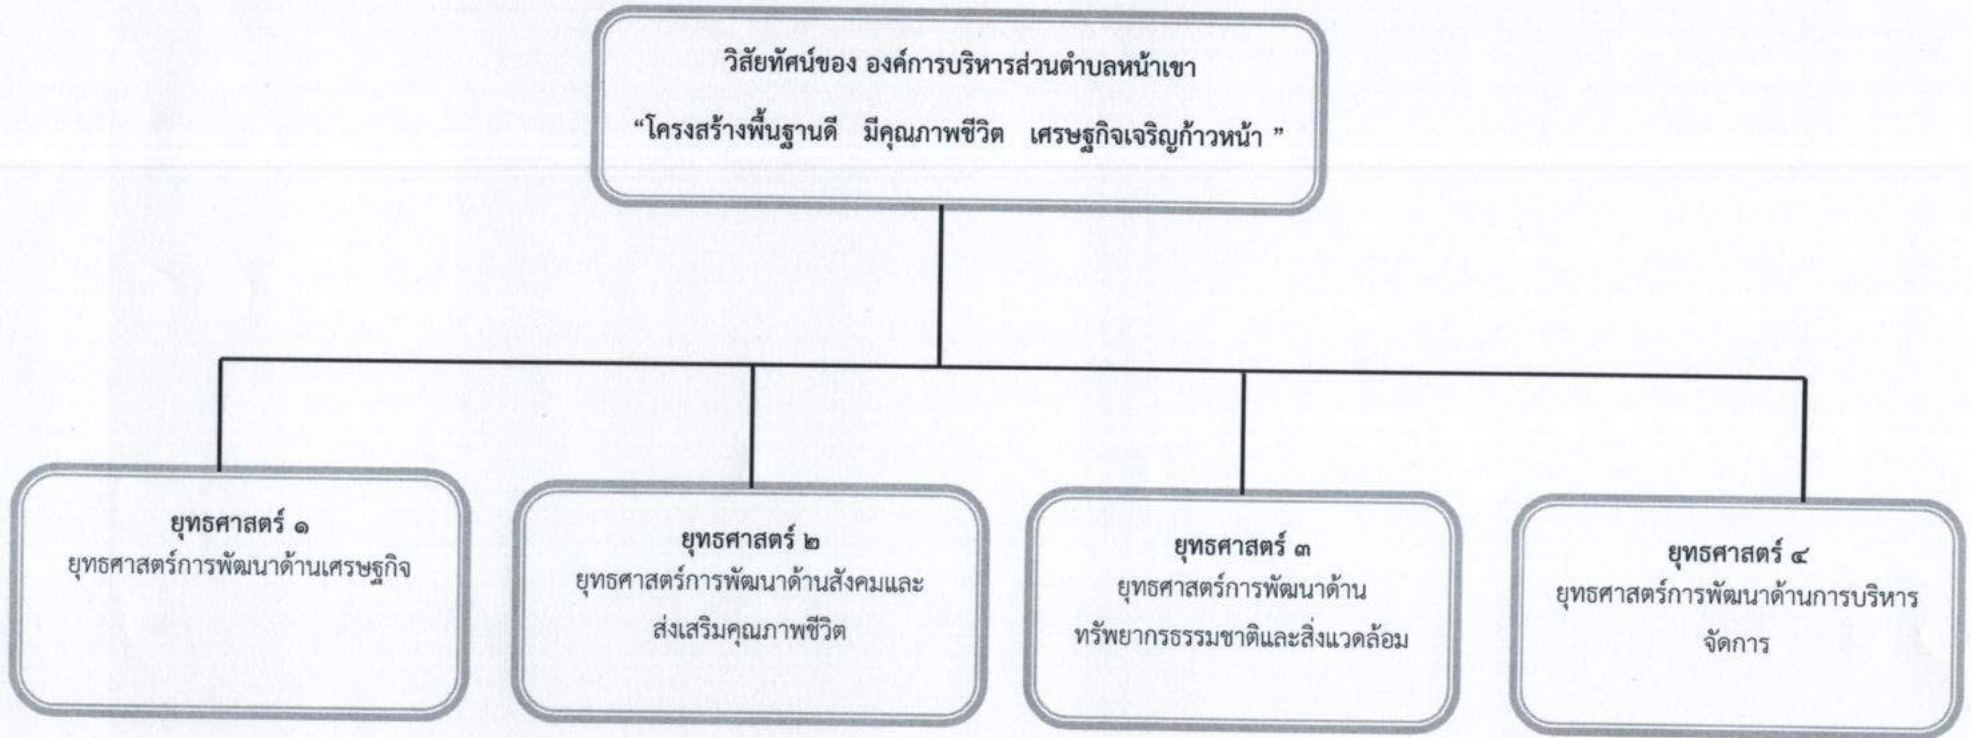 วิสัยทัศน์ของ องค์การบริหารส่วนตำบลหน้าเขา
“โครงสร้างพื้นฐานดี มีคุณภาพชีวิต เศรษฐกิจเจริญก้าวหน้า ”
ยุทธศาสตร์ ๑
ยุทธศาสตร์การพัฒนาด้านเศรษฐกิจ
ยุทธศาสตร์ ๒
ยุทธศาสตร์การพัฒนาด้านสังคมและ
ส่งเสริมคุณภาพชีวิต
ยุทธศาสตร์ ๓
ยุทธศาสตร์การพัฒนาด้าน
ทรัพยากรธรรมชาติและสิ่งแวดล้อม
ยุทธศาสตร์ ๔
ยุทธศาสตร์การพัฒนาด้านการบริหาร
จัดการ